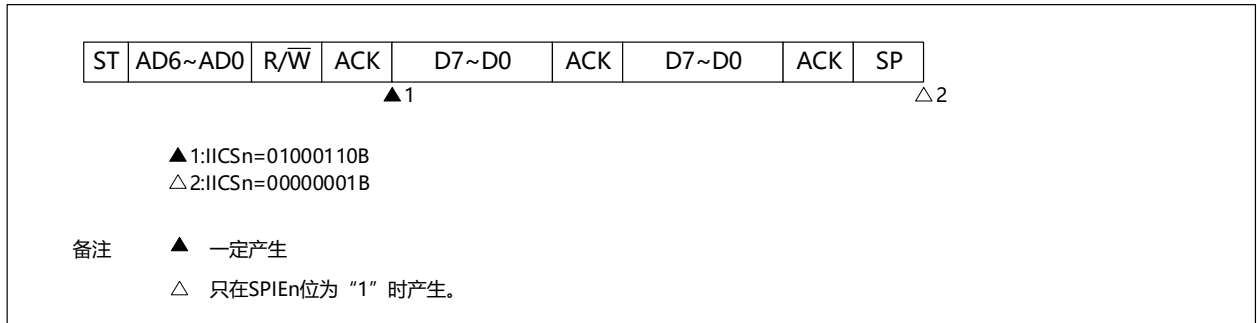 ST AD6~AD0 R/W̅ ACK D7~D0 ACK D7~D0 ACK SP
▲1 △2
▲1:IICSn=01000110B
△2:IICSn=00000001B
备注 ▲ 一定产生
△ 只在SPIEn位为“1”时产生。